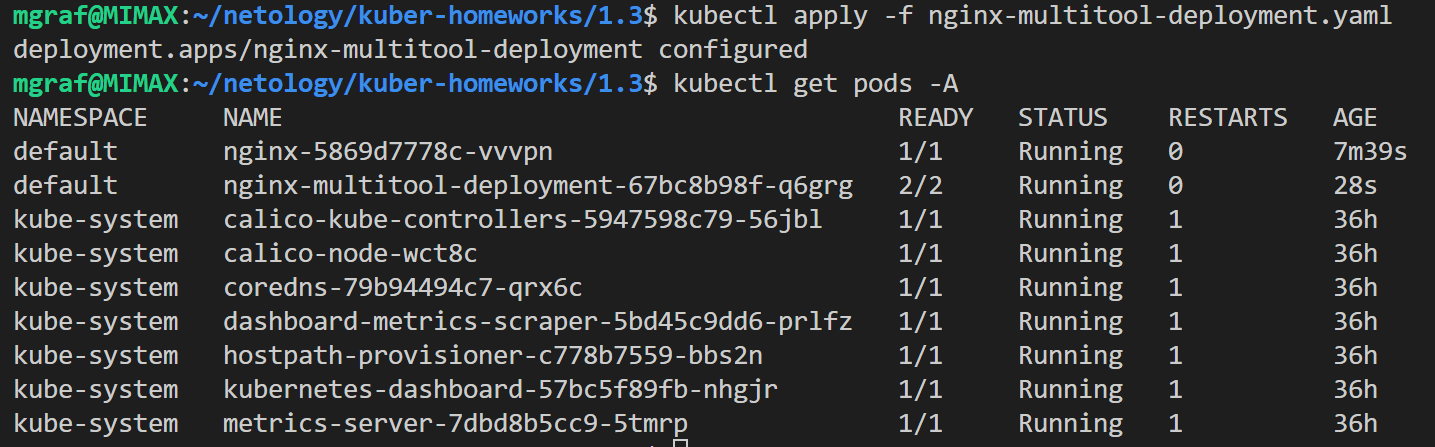 mgraf@MIMAX:~/netology/kuber-homeworks/1.3$ kubectl apply -f nginx-multitool-deployment.yaml
deployment.apps/nginx-multitool-deployment configured
mgraf@MIMAX:~/netology/kuber-homeworks/1.3$ kubectl get pods -A
NAMESPACE     NAME                                         READY   STATUS    RESTARTS   AGE
default       nginx-5869d7778c-vvvpn                       1/1     Running   0          7m39s
default       nginx-multitool-deployment-67bc8b98f-q6grg   2/2     Running   0          28s
kube-system   calico-kube-controllers-5947598c79-56jbl     1/1     Running   1          36h
kube-system   calico-node-wct8c                            1/1     Running   1          36h
kube-system   coredns-79b94494c7-qrx6c                     1/1     Running   1          36h
kube-system   dashboard-metrics-scraper-5bd45c9dd6-prlfz   1/1     Running   1          36h
kube-system   hostpath-provisioner-c778b7559-bbs2n         1/1     Running   1          36h
kube-system   kubernetes-dashboard-57bc5f89fb-nhgjr        1/1     Running   1          36h
kube-system   metrics-server-7dbd8b5cc9-5tmrp              1/1     Running   1          36h